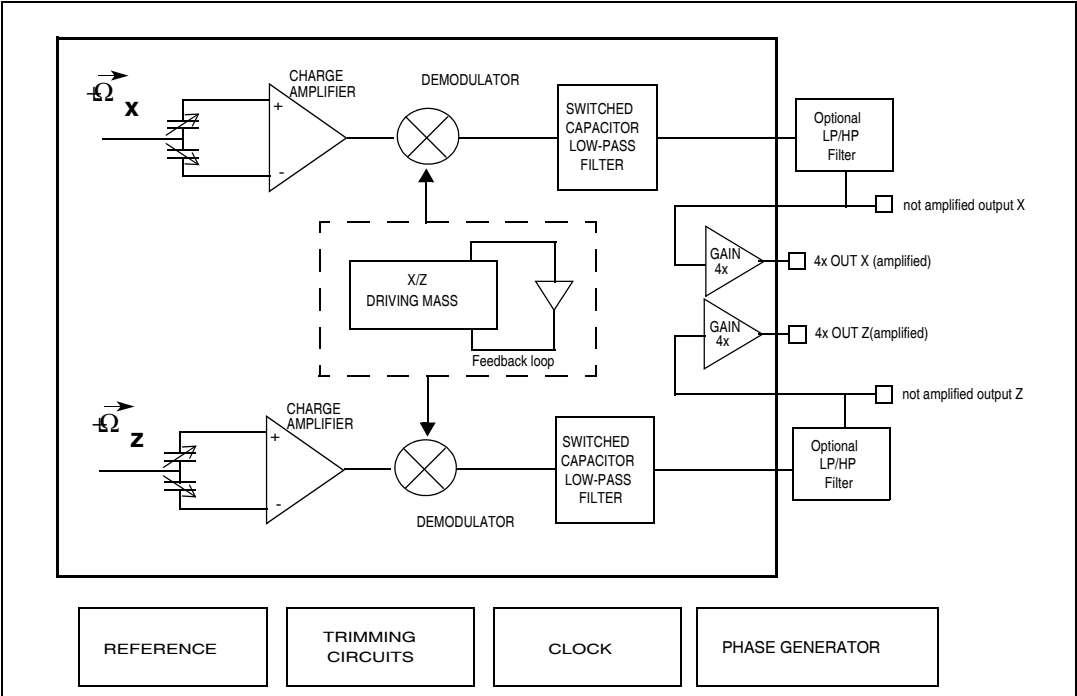 +Ω X
CHARGE
AMPLIFIER
DEMODULATOR
+
-
SWITCHED
CAPACITOR
LOW-PASS
FILTER
Optional
LP/HP
Filter
not amplified output X
GAIN
4x
4x OUT X (amplified)
X/Z
DRIVING MASS
Feedback loop
GAIN
4x
4x OUT Z(amplified)
not amplified output Z
+Ω Z
CHARGE
AMPLIFIER
+
-
DEMODULATOR
SWITCHED
CAPACITOR
LOW-PASS
FILTER
Optional
LP/HP
Filter
REFERENCE
TRIMMING
CIRCUITS
CLOCK
PHASE GENERATOR